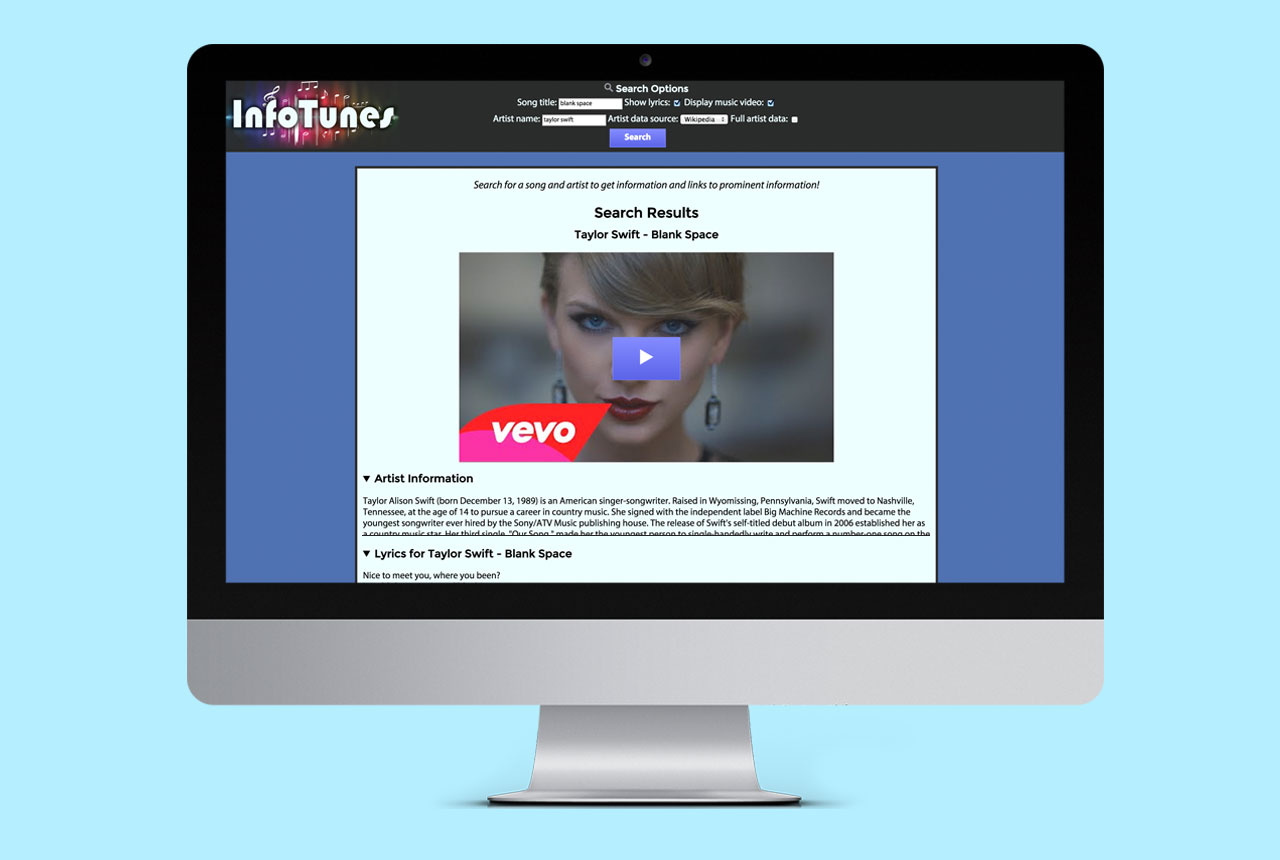 InfoTunes
Search Options
Song title: blank space Show lyrics: Display music video:
Artist name: taylor swift Artist data source: Wikipedia Full artist data:
Search
Search for a song and artist to get information and links to prominent information!
Search Results
Taylor Swift - Blank Space
vevo
Artist Information
Taylor Alison Swift (born December 13, 1989) is an American singer-songwriter. Raised in Wyomissing, Pennsylvania, Swift moved to Nashville,
Tennessee, at the age of 14 to pursue a career in country music. She signed with the independent label Big Machine Records and became the
youngest songwriter ever hired by the Sony/ATV Music publishing house. The release of Swift's self-titled debut album in 2006 established her as
a country music star. Her third single, "Our Song," made her the youngest person to single-handedly write and perform a number-one song on the
Lyrics for Taylor Swift - Blank Space
Nice to meet you, where you been?